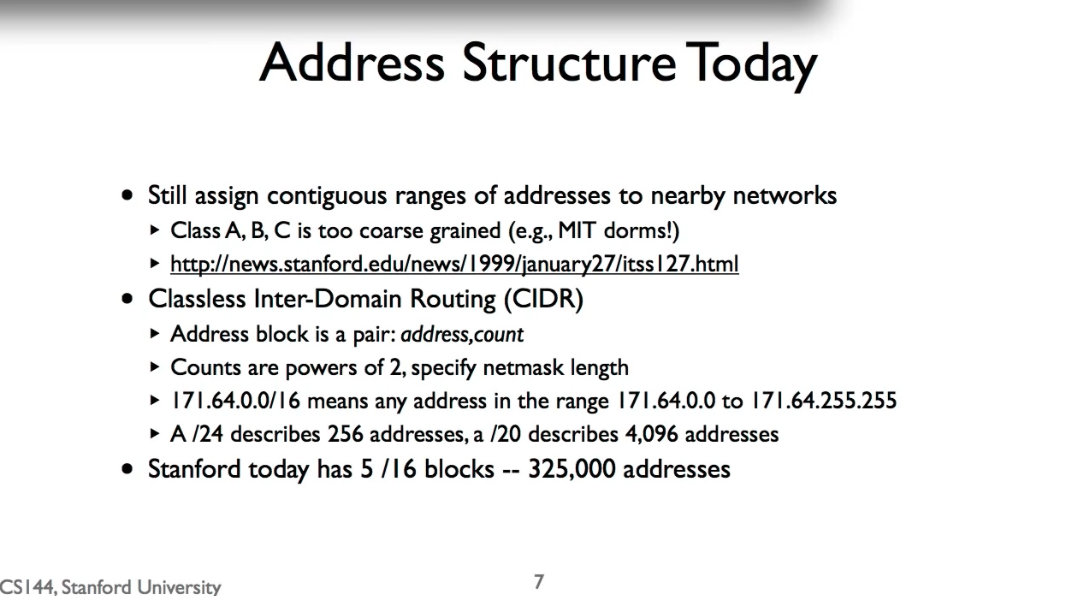 Address Structure Today
• Still assign contiguous ranges of addresses to nearby networks
‣ Class A, B, C is too coarse grained (e.g., MIT dorms!)
‣ http://news.stanford.edu/news/1999/january27/itss127.html
• Classless Inter-Domain Routing (CIDR)
‣ Address block is a pair: address,count
‣ Counts are powers of 2, specify netmask length
‣ 171.64.0.0/16 means any address in the range 171.64.0.0 to 171.64.255.255
‣ A /24 describes 256 addresses, a /20 describes 4,096 addresses
• Stanford today has 5 /16 blocks -- 325,000 addresses
CS144, Stanford University
7